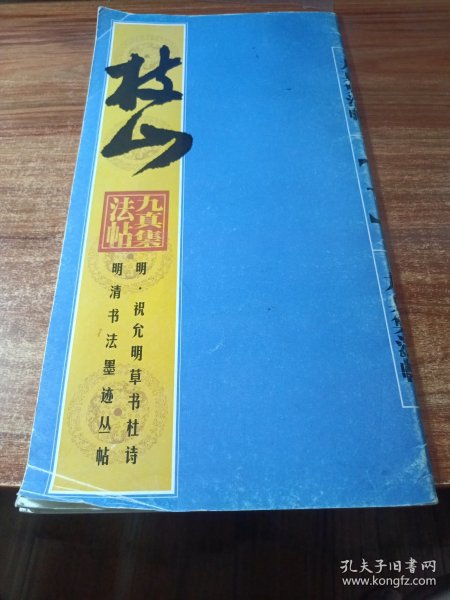 枝山
九真集
法帖
明·祝允明草书杜诗
明清书法墨迹丛帖
孔夫子旧书网
www.kongfz.com